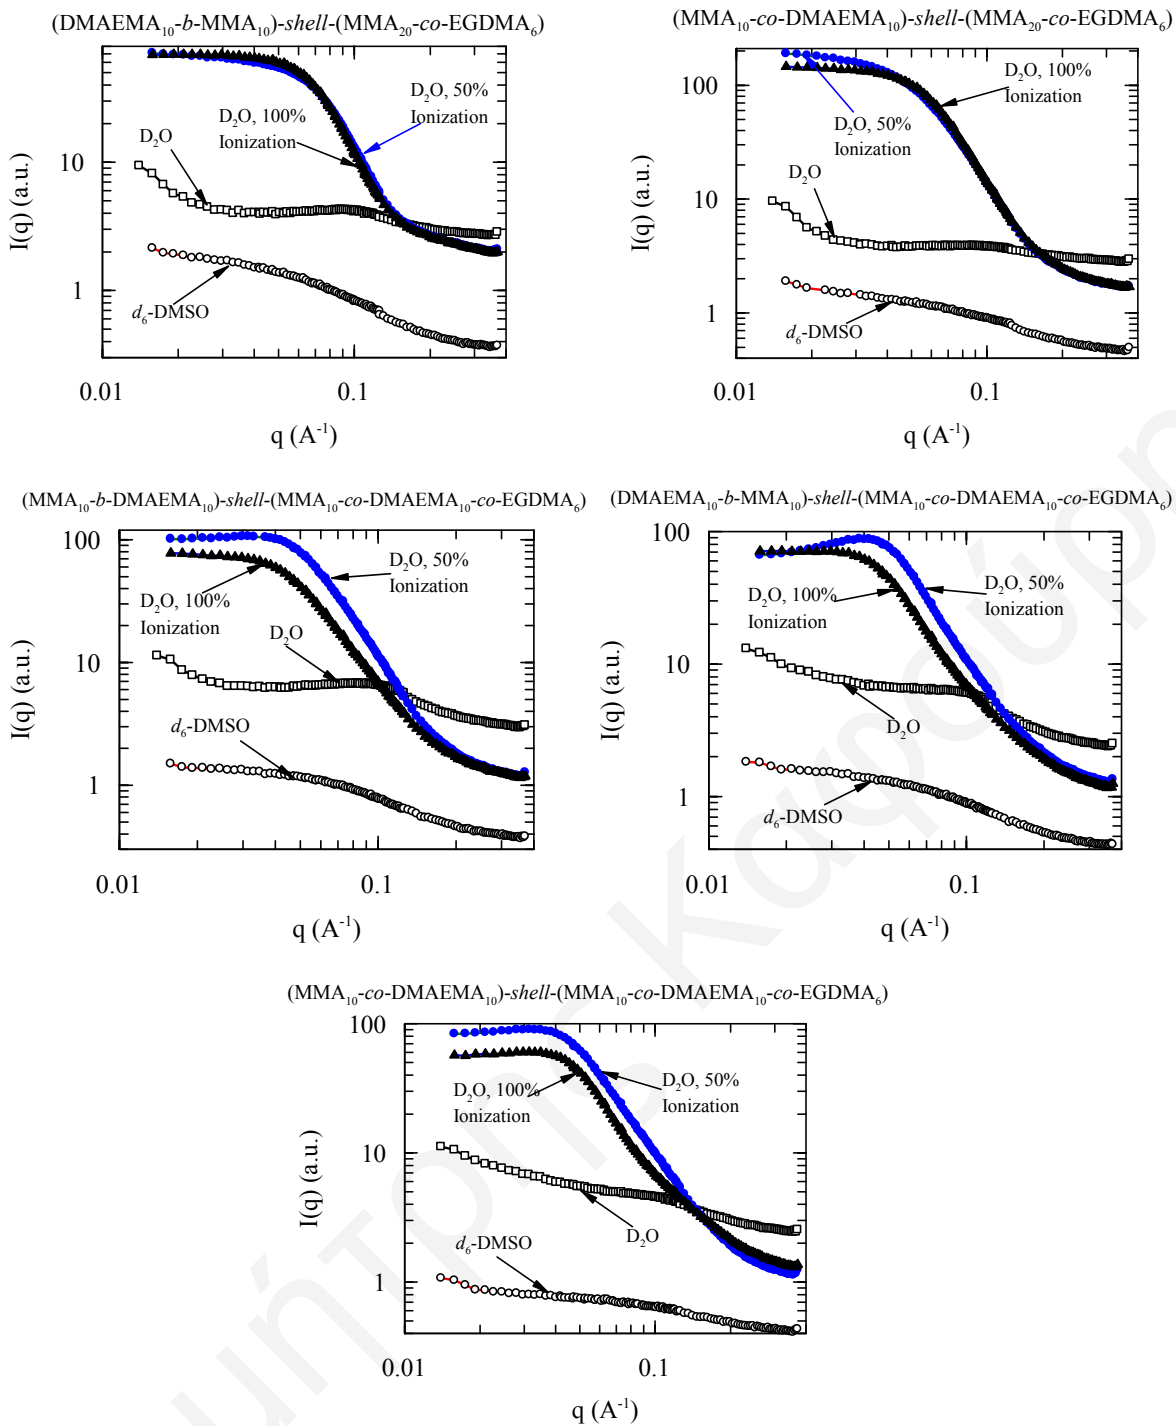 (DMAEMA₁₀-b-MMA₁₀)-shell-(MMA₂₀-co-EGDMA₆)
I(q) (a.u.)
10
1
D₂O, 50%
Ionization
D₂O, 100%
Ionization
D₂O
d₆-DMSO
0.01
0.1
q (A⁻¹)
(MMA₁₀-co-DMAEMA₁₀)-shell-(MMA₂₀-co-EGDMA₆)
I(q) (a.u.)
100
10
1
D₂O, 100%
Ionization
D₂O, 50%
Ionization
D₂O
d₆-DMSO
0.01
0.1
q (A⁻¹)
(MMA₁₀-b-DMAEMA₁₀)-shell-(MMA₁₀-co-DMAEMA₁₀-co-EGDMA₆)
I(q) (a.u.)
100
10
1
D₂O, 50%
Ionization
D₂O, 100%
Ionization
D₂O
d₆-DMSO
0.01
0.1
q (A⁻¹)
(DMAEMA₁₀-b-MMA₁₀)-shell-(MMA₁₀-co-DMAEMA₁₀-co-EGDMA₆)
I(q) (a.u.)
100
10
1
D₂O, 50%
Ionization
D₂O, 100%
Ionization
D₂O
d₆-DMSO
0.01
0.1
q (A⁻¹)
(MMA₁₀-co-DMAEMA₁₀)-shell-(MMA₁₀-co-DMAEMA₁₀-co-EGDMA₆)
I(q) (a.u.)
100
10
1
D₂O, 100%
Ionization
D₂O, 50%
Ionization
D₂O
d₆-DMSO
0.01
0.1
q (A⁻¹)